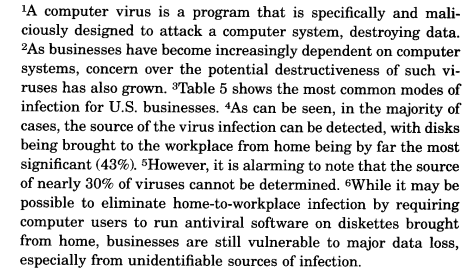 ¹A computer virus is a program that is specifically and mali-
ciously designed to attack a computer system, destroying data.
²As businesses have become increasingly dependent on computer
systems, concern over the potential destructiveness of such vi-
ruses has also grown. ³Table 5 shows the most common modes of
infection for U.S. businesses. ⁴As can be seen, in the majority of
cases, the source of the virus infection can be detected, with disks
being brought to the workplace from home being by far the most
significant (43%). ⁵However, it is alarming to note that the source
of nearly 30% of viruses cannot be determined. ⁶While it may be
possible to eliminate home-to-workplace infection by requiring
computer users to run antiviral software on diskettes brought
from home, businesses are still vulnerable to major data loss,
especially from unidentifiable sources of infection.